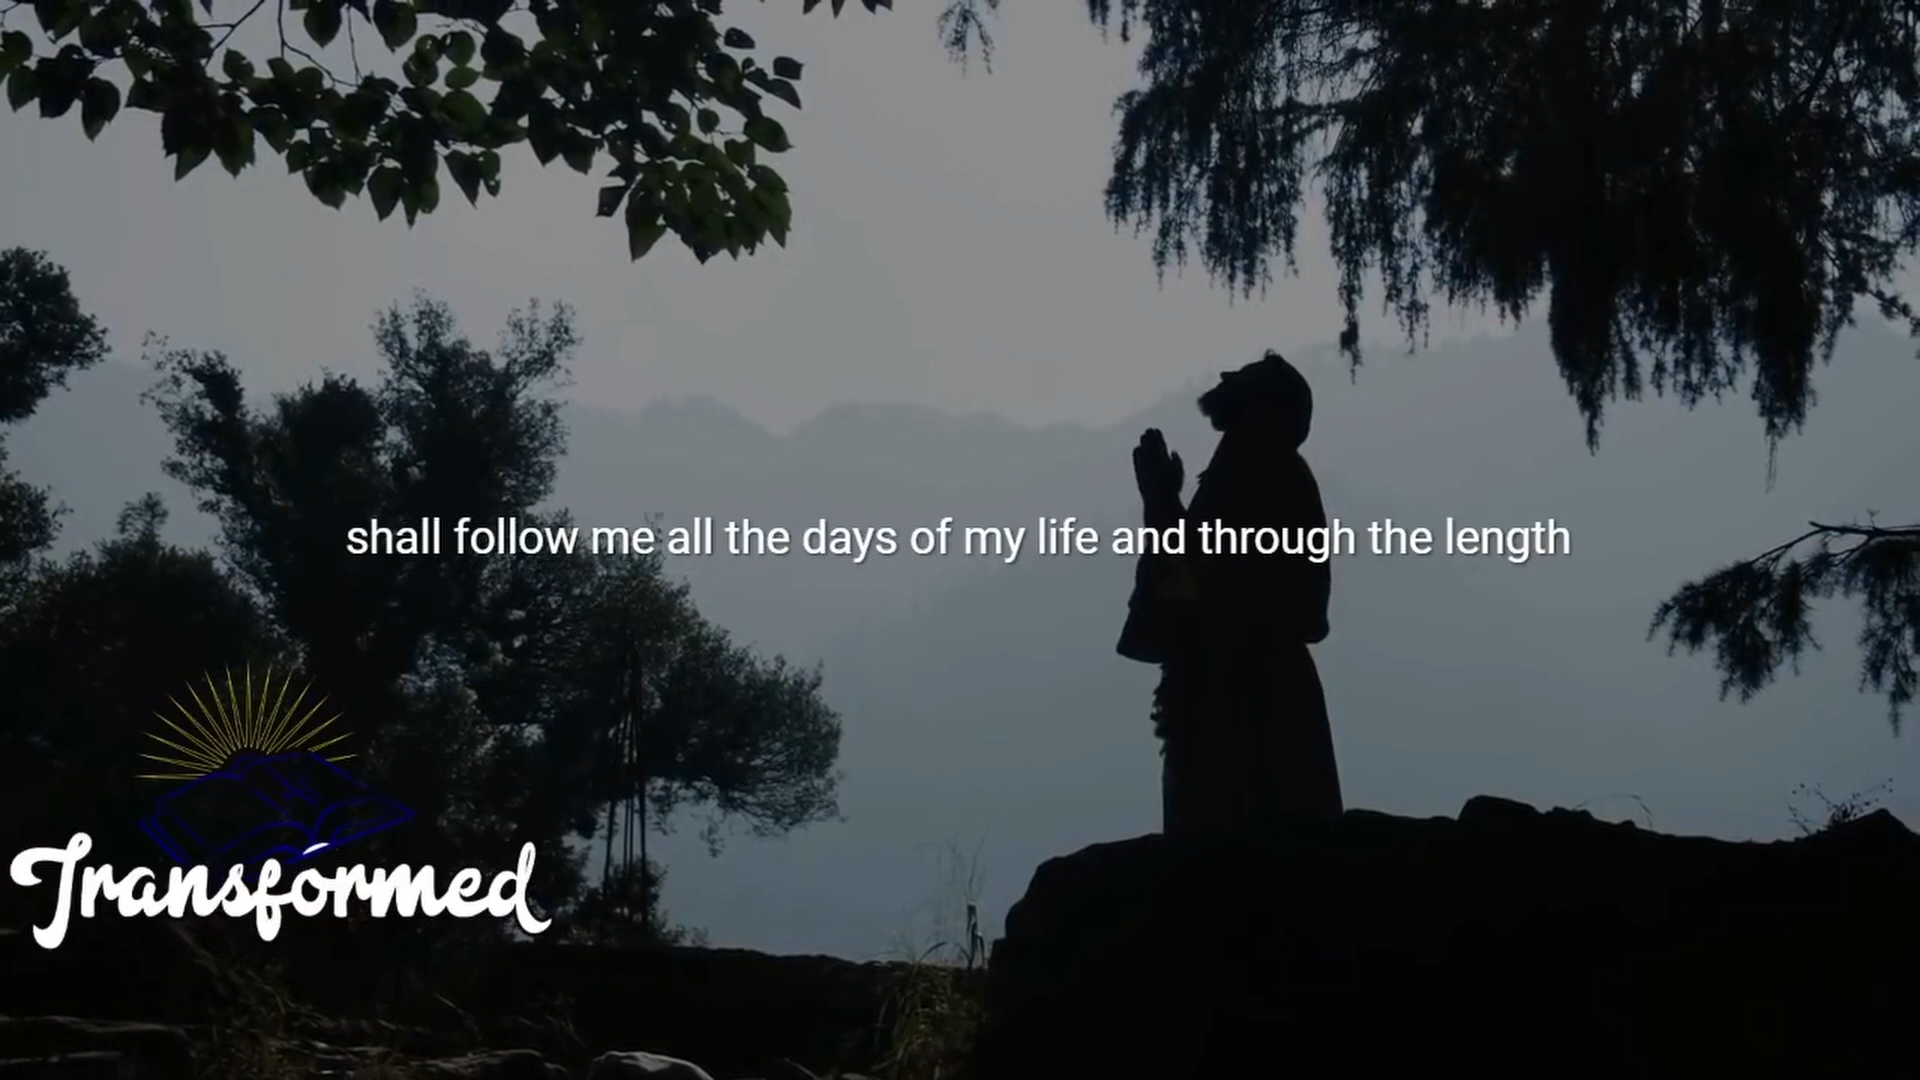 shall follow me all the days of my life and through the length
Transformed